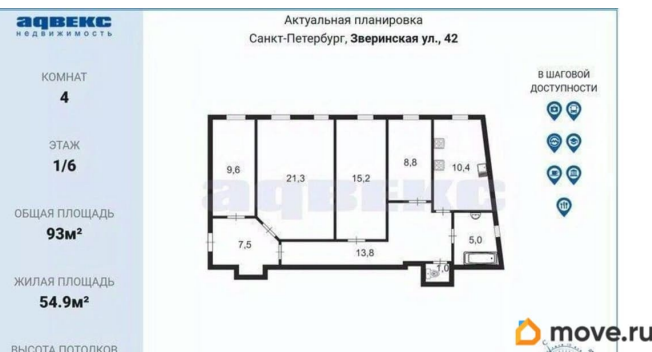 адвекс
недвижимость
Актуальная планировка
Санкт-Петербург, Зверинская ул., 42
КОМНАТ
4
ЭТАЖ
1/6
ОБЩАЯ ПЛОЩАДЬ
93м²
ЖИЛАЯ ПЛОЩАДЬ
54.9м²
ВЫСОТА ПОТОЛКОВ
В ШАГОВОЙ
ДОСТУПНОСТИ
9,6
21,3
15,2
8,8
10,4
адвекс
7,5
13,8
5,0
1,0
move.ru